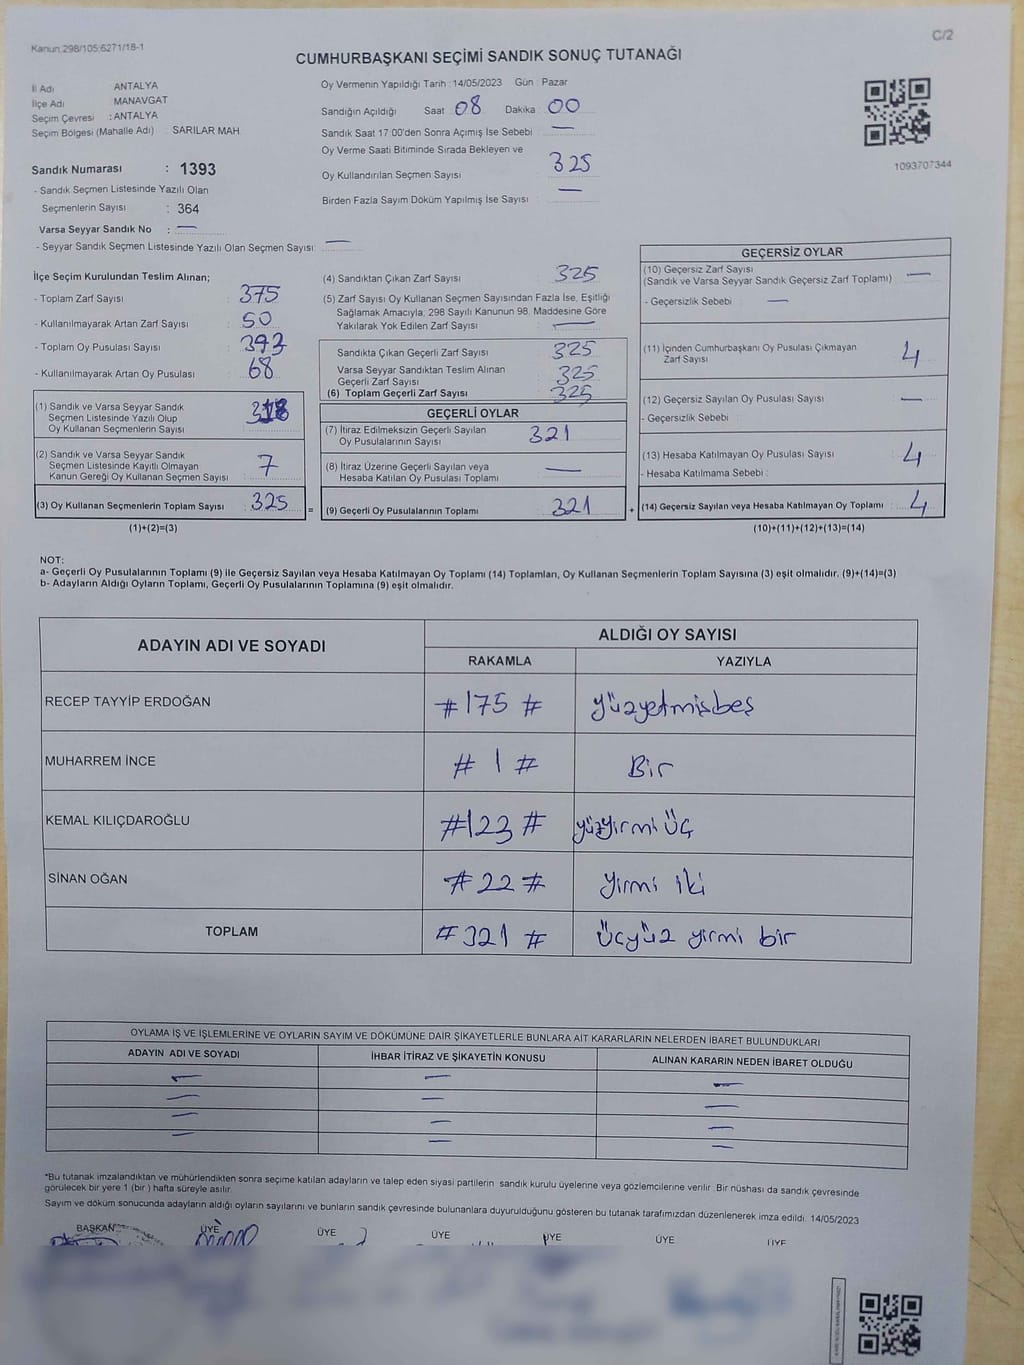 Kanun 298/105;6271/18-1
C/2
CUMHURBAŞKANI SEÇİMİ SANDIK SONUÇ TUTANAĞI
İl Adı ANTALYA
İlçe Adı MANAVGAT
Seçim Çevresi : ANTALYA
Seçim Bölgesi (Mahalle Adı) SARILAR MAH.
Oy Vermenin Yapıldığı Tarih : 14/05/2023 Gün : Pazar
Sandığın Açıldığı Saat 08 Dakika 00
Sandık Saat 17:00'den Sonra Açımış İse Sebebi : —
Oy Verme Saati Bitiminde Sırada Bekleyen ve
Oy Kullandırılan Seçmen Sayısı 325
Birden Fazla Sayım Döküm Yapılmış İse Sayısı : —
1093707344
Sandık Numarası : 1393
- Sandık Seçmen Listesinde Yazılı Olan
Seçmenlerin Sayısı : 364
Varsa Seyyar Sandık No : —
- Seyyar Sandık Seçmen Listesinde Yazılı Olan Seçmen Sayısı: —
İlçe Seçim Kurulundan Teslim Alınan;
- Toplam Zarf Sayısı : 375
- Kullanılmayarak Artan Zarf Sayısı : 50
- Toplam Oy Pusulası Sayısı : 393
- Kullanılmayarak Artan Oy Pusulası : 68
(1) Sandık ve Varsa Seyyar Sandık
Seçmen Listesinde Yazılı Olup
Oy Kullanan Seçmenlerin Sayısı : 318
(2) Sandık ve Varsa Seyyar Sandık
Seçmen Listesinde Kayıtlı Olmayan
Kanun Gereği Oy Kullanan Seçmen Sayısı : 7
(3) Oy Kullanan Seçmenlerin Toplam Sayısı : 325 =
(1)+(2)=(3)
(4) Sandıktan Çıkan Zarf Sayısı : 325
(5) Zarf Sayısı Oy Kullanan Seçmen Sayısından Fazla İse, Eşitliği
Sağlamak Amacıyla, 298 Sayılı Kanunun 98. Maddesine Göre
Yakılarak Yok Edilen Zarf Sayısı : —
Sandıkta Çıkan Geçerli Zarf Sayısı : 325
Varsa Seyyar Sandıktan Teslim Alınan
Geçerli Zarf Sayısı : 325
(6) Toplam Geçerli Zarf Sayısı : 325
GEÇERLİ OYLAR
(7) İtiraz Edilmeksizin Geçerli Sayılan
Oy Pusulalarının Sayısı : 321
(8) İtiraz Üzerine Geçerli Sayılan veya
Hesaba Katılan Oy Pusulası Toplamı : —
(9) Geçerli Oy Pusulalarının Toplamı : 321 +
GEÇERSİZ OYLAR
(10) Geçersiz Zarf Sayısı
(Sandık ve Varsa Seyyar Sandık Geçersiz Zarf Toplamı) : —
- Geçersizlik Sebebi : —
(11) İçinden Cumhurbaşkanı Oy Pusulası Çıkmayan
Zarf Sayısı : 4
(12) Geçersiz Sayılan Oy Pusulası Sayısı : —
- Geçersizlik Sebebi :
(13) Hesaba Katılmayan Oy Pusulası Sayısı : 4
- Hesaba Katılmama Sebebi :
(14) Geçersiz Sayılan veya Hesaba Katılmayan Oy Toplamı : 4
(10)+(11)+(12)+(13)=(14)
NOT:
a- Geçerli Oy Pusulalarının Toplamı (9) ile Geçersiz Sayılan veya Hesaba Katılmayan Oy Toplamı (14) Toplamları, Oy Kullanan Seçmenlerin Toplam Sayısına (3) eşit olmalıdır. (9)+(14)=(3)
b- Adayların Aldığı Oyların Toplamı, Geçerli Oy Pusulalarının Toplamına (9) eşit olmalıdır.
ADAYIN ADI VE SOYADI ALDIĞI OY SAYISI
RAKAMLA YAZIYLA
RECEP TAYYİP ERDOĞAN #175# yüzyetmişbeş
MUHARREM İNCE #1# Bir
KEMAL KILIÇDAROĞLU #123# yüzyirmi üç
SİNAN OĞAN #22# yirmi iki
TOPLAM #321# Üçyüz yirmi bir
OYLAMA İŞ VE İŞLEMLERİNE VE OYLARIN SAYIM VE DÖKÜMÜNE DAİR ŞİKAYETLERLE BUNLARA AİT KARARLARIN NELERDEN İBARET BULUNDUKLARI
ADAYIN ADI VE SOYADI İHBAR İTİRAZ VE ŞİKAYETİN KONUSU ALINAN KARARIN NEDEN İBARET OLDUĞU
— — —
— — —
— — —
— — —
*Bu tutanak imzalandıktan ve mühürlendikten sonra seçime katılan adayların ve talep eden siyasi partilerin sandık kurulu üyelerine veya gözlemcilerine verilir. Bir nüshası da sandık çevresinde
görülecek bir yere 1 (bir ) hafta süreyle asılır.
Sayım ve döküm sonucunda adayların aldığı oyların sayılarını ve bunların sandık çevresinde bulunanlara duyurulduğunu gösteren bu tutanak tarafımızdan düzenlenerek imza edildi. 14/05/2023
BAŞKAN ÜYE ÜYE ÜYE ÜYE ÜYE ÜYE